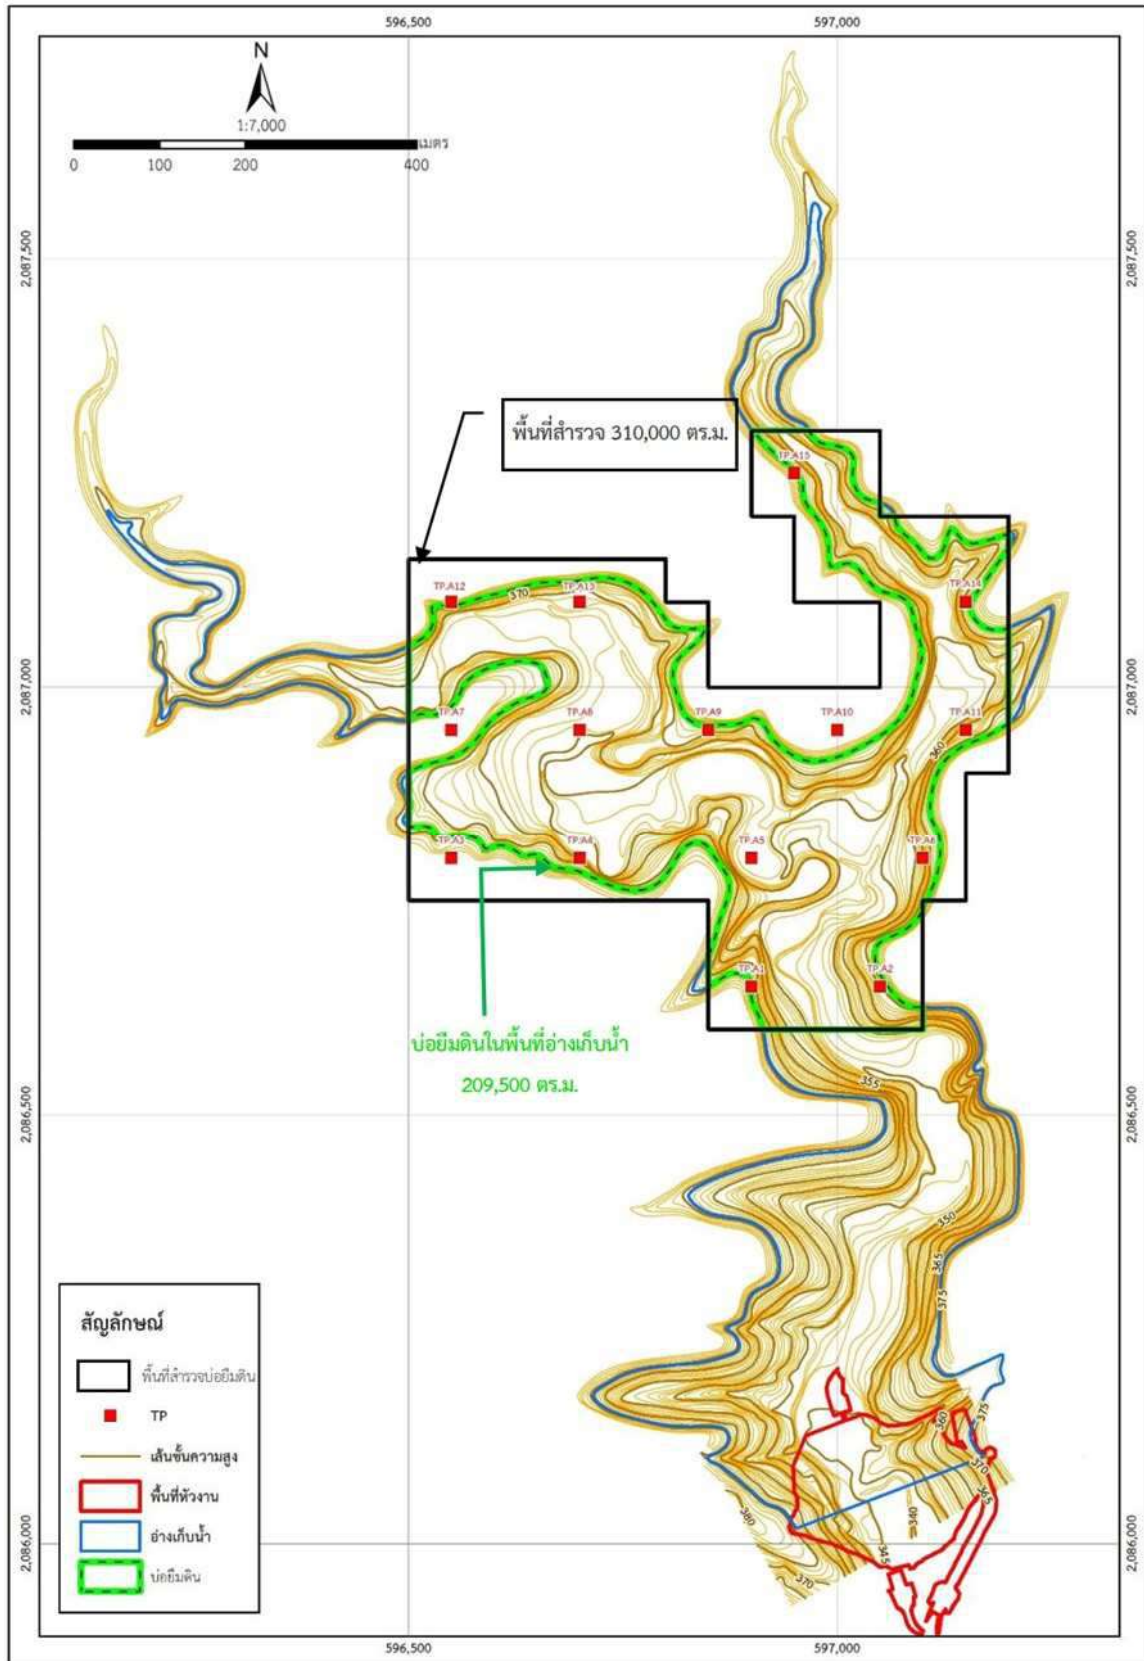 596,500
597,000
N
1:7,000
เมตร
0
100
200
400
2,087,500
2,087,500
พื้นที่สำรวจ 310,000 ตร.ม.
TP.A15
TP.A12
370
TP.A13
TP.A14
2,087,000
2,087,000
TP.A7
TP.A8
TP.A9
TP.A10
TP.A11
360
TP.A3
TP.A4
TP.A5
TP.A6
TP.A1
TP.A2
บ่อยืมดินในพื้นที่อ่างเก็บน้ำ
209,500 ตร.ม.
355
2,086,500
2,086,500
350
365
375
สัญลักษณ์
พื้นที่สำรวจบ่อยืมดิน
TP
เส้นชั้นความสูง
พื้นที่หัวงาน
อ่างเก็บน้ำ
บ่อยืมดิน
375
360
370
365
380
340
345
370
2,086,000
2,086,000
596,500
597,000